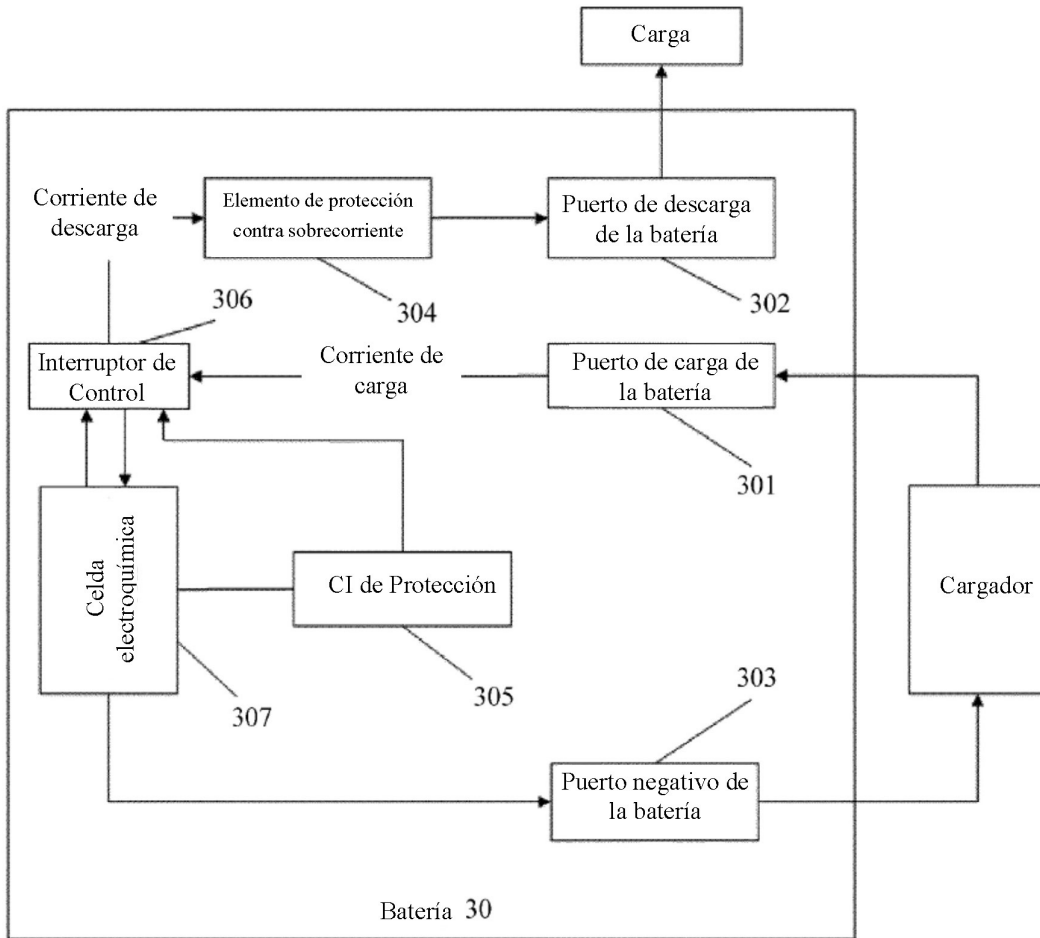 Carga
Corriente de
descarga
Elemento de protección
contra sobrecorriente
Puerto de descarga
de la batería
306
304
302
Interruptor de
Control
Corriente de
carga
Puerto de carga de
la batería
301
Celda
electroquímica
CI de Protección
Cargador
307
305
303
Puerto negativo de
la batería
Batería 30